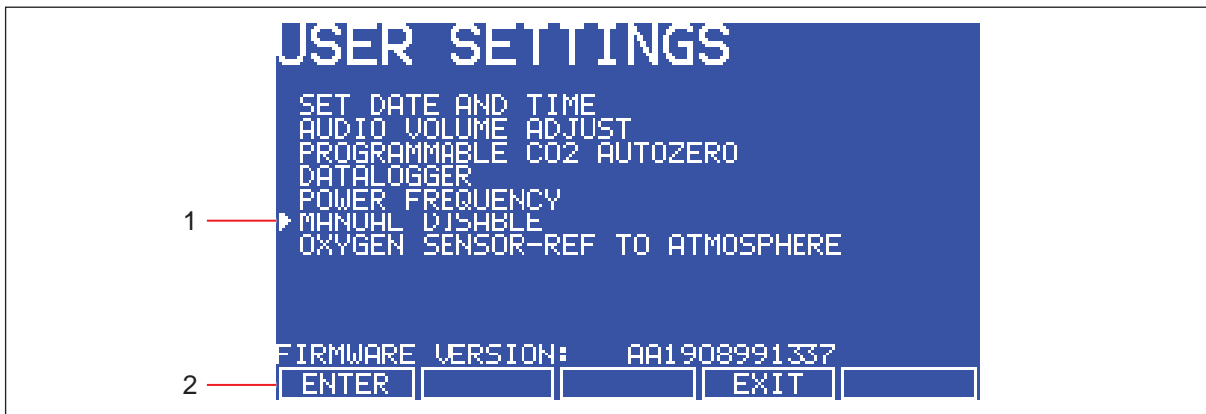 USER SETTINGS
SET DATE AND TIME
AUDIO VOLUME ADJUST
PROGRAMMABLE CO2 AUTOZERO
DATALOGGER
POWER FREQUENCY
1 MANUAL DISABLE
OXYGEN SENSOR-REF TO ATMOSPHERE
FIRMWARE VERSION: AA1908991337
2 ENTER EXIT